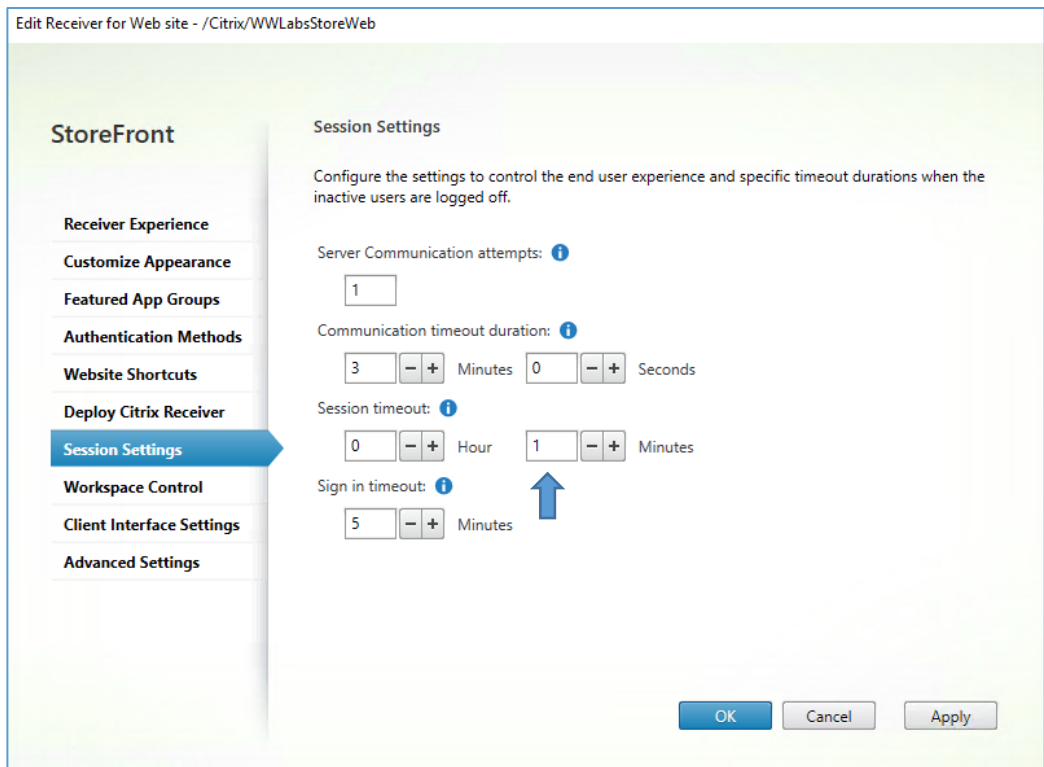 Edit Receiver for Web site - /Citrix/WWLabsStoreWeb
StoreFront
Receiver Experience
Customize Appearance
Featured App Groups
Authentication Methods
Website Shortcuts
Deploy Citrix Receiver
Session Settings
Workspace Control
Client Interface Settings
Advanced Settings
Session Settings
Configure the settings to control the end user experience and specific timeout durations when the
inactive users are logged off.
Server Communication attempts: i
1
Communication timeout duration: i
3 − + Minutes 0 − + Seconds
Session timeout: i
0 − + Hour 1 − + Minutes
Sign in timeout: i
5 − + Minutes
OK Cancel Apply